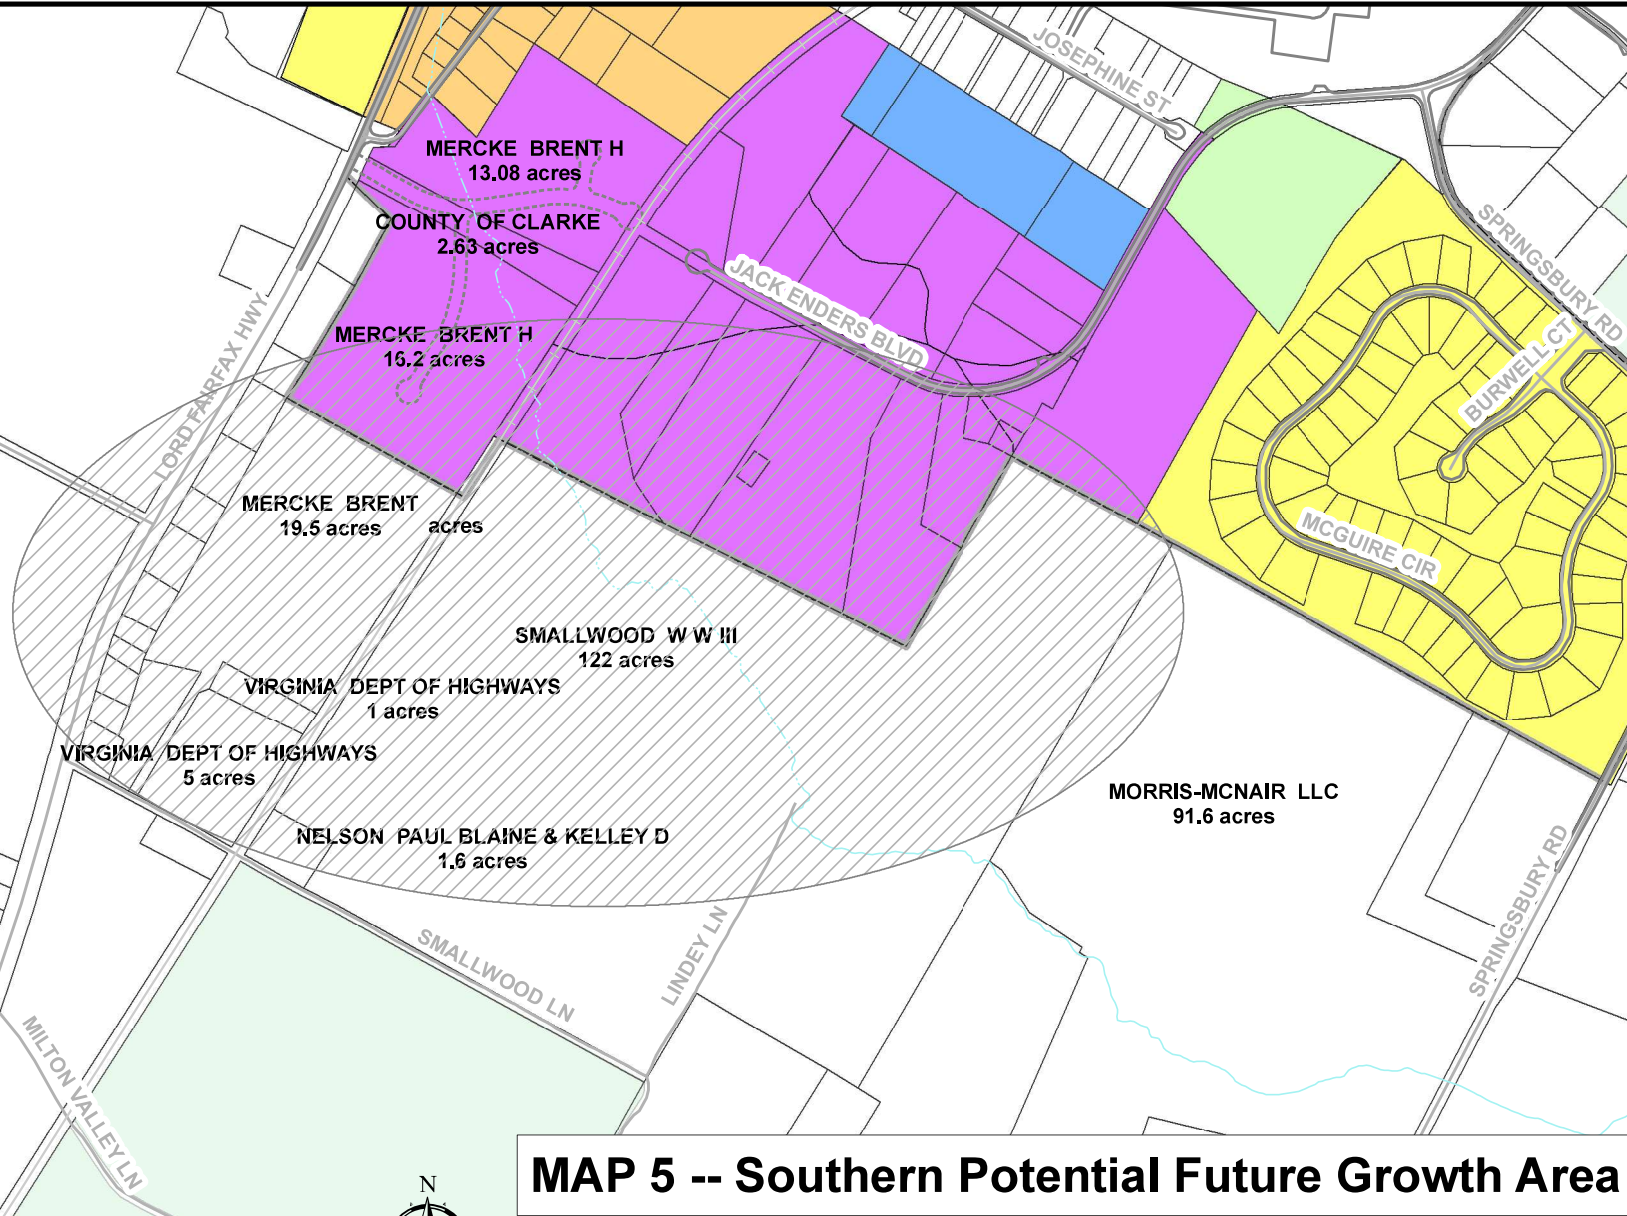 JOSEPHINE ST
MERCKE BRENT H
13.08 acres
COUNTY OF CLARKE
2.63 acres
JACK ENDERS BLVD
SPRINGSBURY RD
LORD FAIRFAX HWY
MERCKE BRENT H
16.2 acres
BURWELL CT
MERCKE BRENT
19.5 acres
acres
MCGUIRE CIR
SMALLWOOD W W III
122 acres
VIRGINIA DEPT OF HIGHWAYS
1 acres
VIRGINIA DEPT OF HIGHWAYS
5 acres
MORRIS-MCNAIR LLC
91.6 acres
NELSON PAUL BLAINE & KELLEY D
1.6 acres
SPRINGSBURY RD
SMALLWOOD LN
LINDEY LN
MILTON VALLEY LN
N
MAP 5 -- Southern Potential Future Growth Area